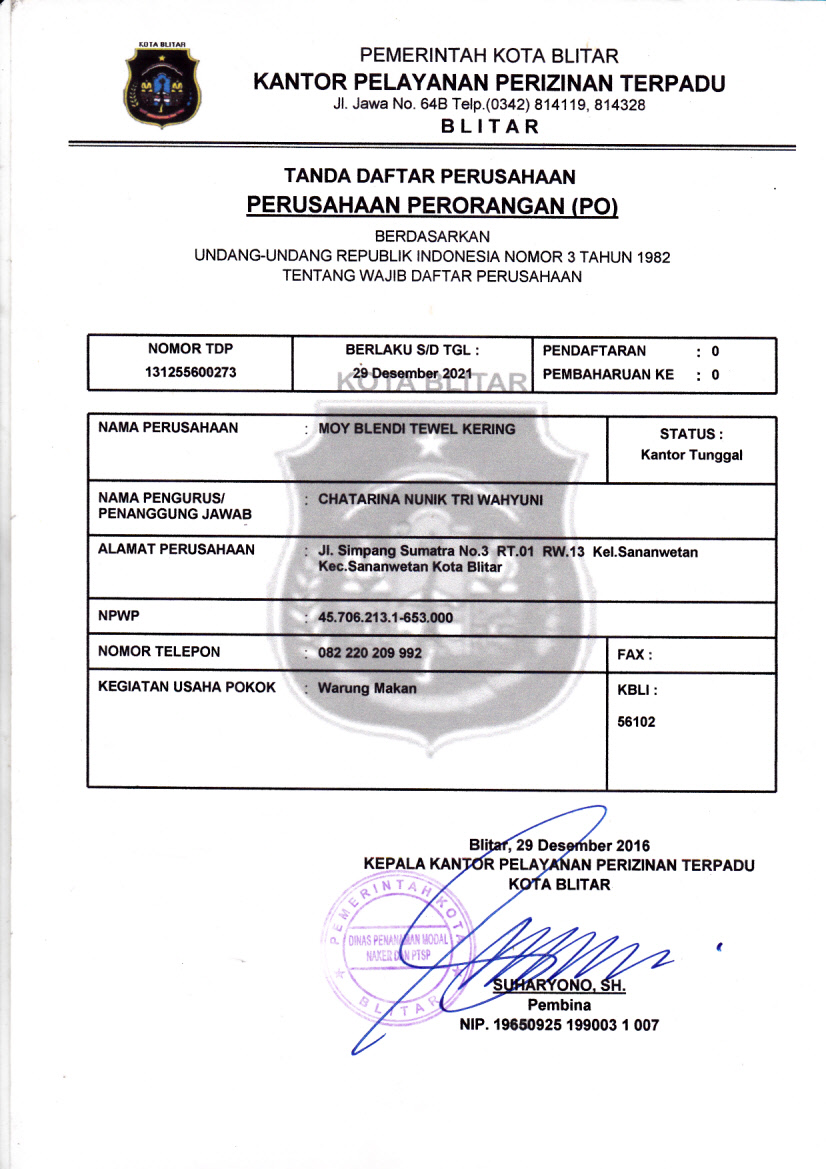 KOTA BLITAR
PEMERINTAH KOTA BLITAR
KANTOR PELAYANAN PERIZINAN TERPADU
Jl. Jawa No. 64B Telp.(0342) 814119, 814328
B L I T A R
TANDA DAFTAR PERUSAHAAN
PERUSAHAAN PERORANGAN (PO)
BERDASARKAN
UNDANG-UNDANG REPUBLIK INDONESIA NOMOR 3 TAHUN 1982
TENTANG WAJIB DAFTAR PERUSAHAAN
NOMOR TDP
131255600273
BERLAKU S/D TGL :
29 Desember 2021
PENDAFTARAN : 0
PEMBAHARUAN KE : 0
KOTA BLITAR
NAMA PERUSAHAAN : MOY BLENDI TEWEL KERING
STATUS :
Kantor Tunggal
NAMA PENGURUS/
PENANGGUNG JAWAB : CHATARINA NUNIK TRI WAHYUNI
ALAMAT PERUSAHAAN : Jl. Simpang Sumatra No.3 RT.01 RW.13 Kel.Sananwetan
Kec.Sananwetan Kota Blitar
NPWP : 45.706.213.1-653.000
NOMOR TELEPON : 082 220 209 992
FAX :
KEGIATAN USAHA POKOK : Warung Makan
KBLI :
56102
Blitar, 29 Desember 2016
KEPALA KANTOR PELAYANAN PERIZINAN TERPADU
KOTA BLITAR
PEMERINTAH KOTA
DINAS PENANAMAN MODAL
NAKER DAN PTSP
BLITAR
SUHARYONO, SH.
Pembina
NIP. 19650925 199003 1 007